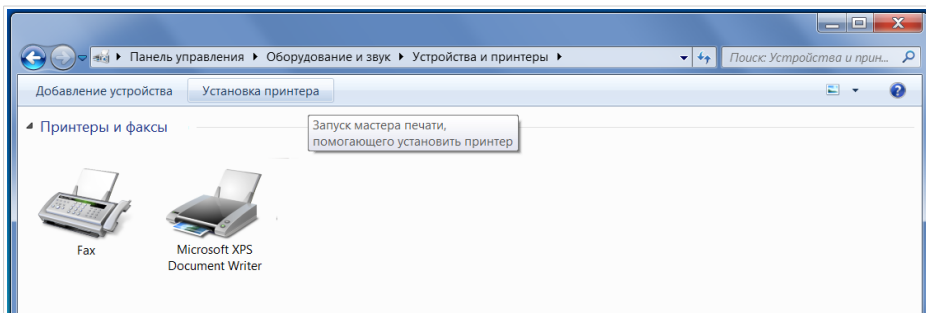 Панель управления ▸ Оборудование и звук ▸ Устройства и принтеры ▸
Поиск: Устройства и прин...
Добавление устройства Установка принтера
Принтеры и факсы
Запуск мастера печати,
помогающего установить принтер
Fax
Microsoft XPS
Document Writer